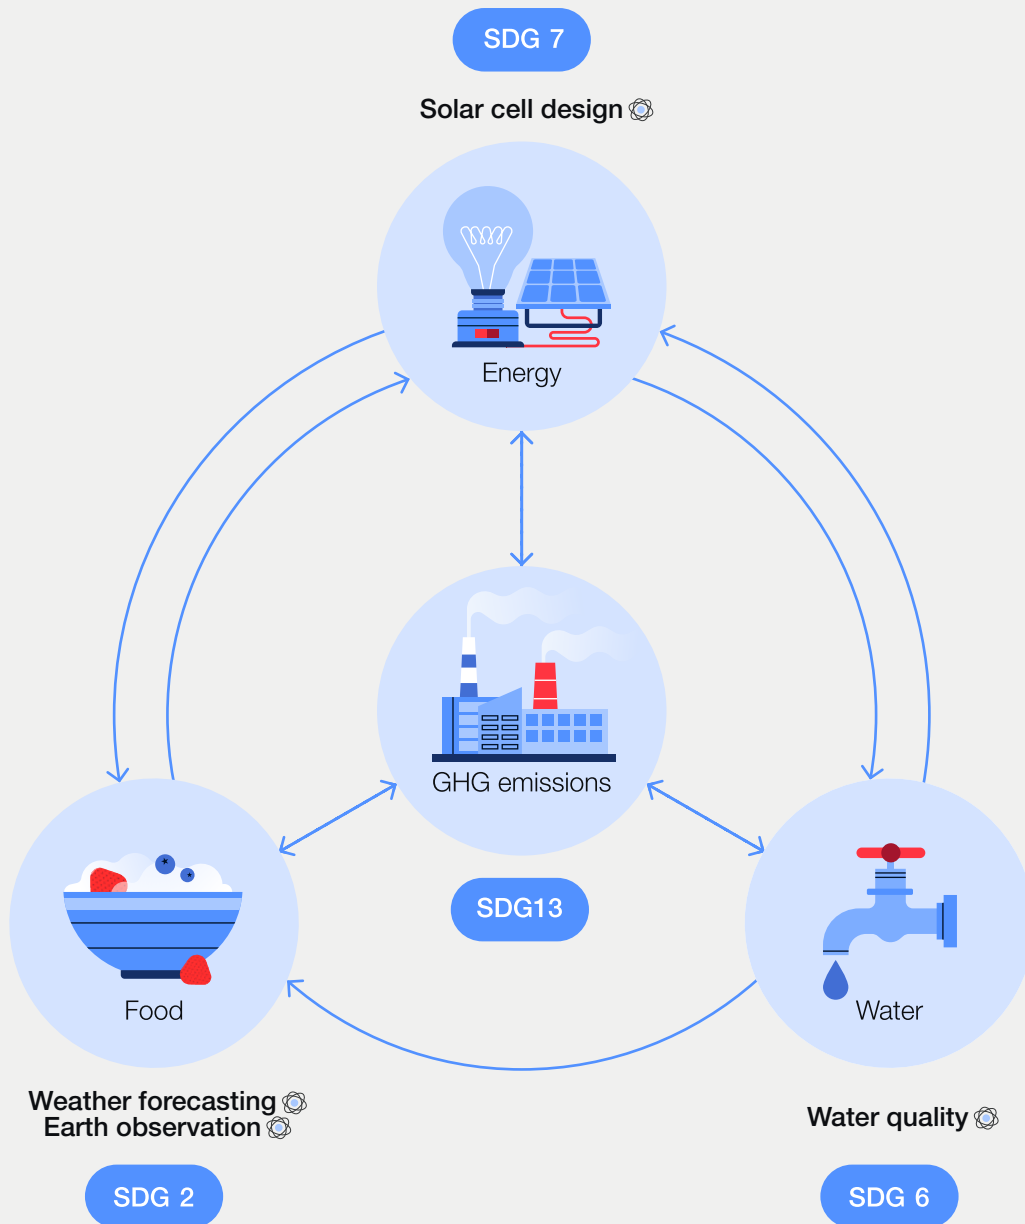 SDG 7
Solar cell design
Energy
GHG emissions
SDG13
Food
Water
Weather forecasting
Earth observation
Water quality
SDG 2
SDG 6